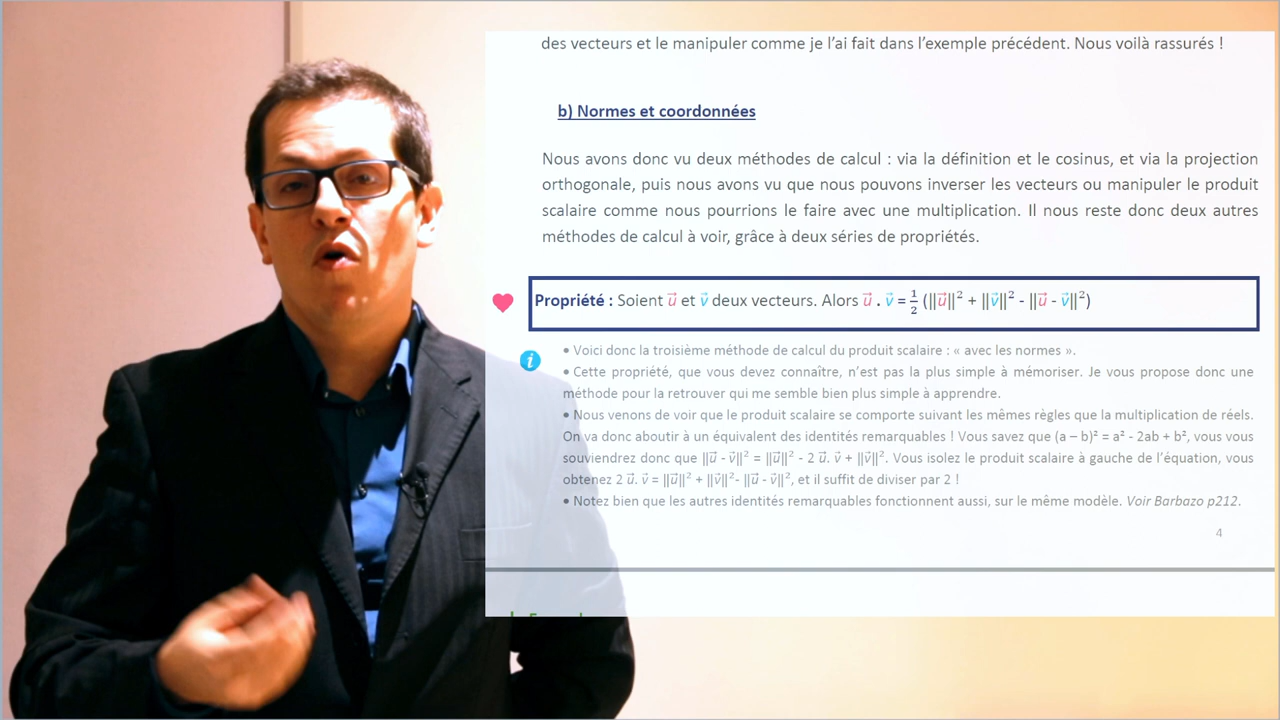 des vecteurs et le manipuler comme je l’ai fait dans l’exemple précédent. Nous voilà rassurés !
b) Normes et coordonnées
Nous avons donc vu deux méthodes de calcul : via la définition et le cosinus, et via la projection
orthogonale, puis nous avons vu que nous pouvons inverser les vecteurs ou manipuler le produit
scalaire comme nous pourrions le faire avec une multiplication. Il nous reste donc deux autres
méthodes de calcul à voir, grâce à deux séries de propriétés.
Propriété : Soient u⃗ et v⃗ deux vecteurs. Alors u⃗ . v⃗ = 1/2 (||u⃗||² + ||v⃗||² - ||u⃗ - v⃗||²)
i
• Voici donc la troisième méthode de calcul du produit scalaire : « avec les normes ».
• Cette propriété, que vous devez connaître, n’est pas la plus simple à mémoriser. Je vous propose donc une
méthode pour la retrouver qui me semble bien plus simple à apprendre.
• Nous venons de voir que le produit scalaire se comporte suivant les mêmes règles que la multiplication de réels.
On va donc aboutir à un équivalent des identités remarquables ! Vous savez que (a – b)² = a² - 2ab + b², vous vous
souviendrez donc que ||u⃗ - v⃗||² = ||u⃗||² - 2 u⃗. v⃗ + ||v⃗||². Vous isolez le produit scalaire à gauche de l’équation, vous
obtenez 2 u⃗. v⃗ = ||u⃗||² + ||v⃗||²- ||u⃗ - v⃗||², et il suffit de diviser par 2 !
• Notez bien que les autres identités remarquables fonctionnent aussi, sur le même modèle. Voir Barbazo p212.
4